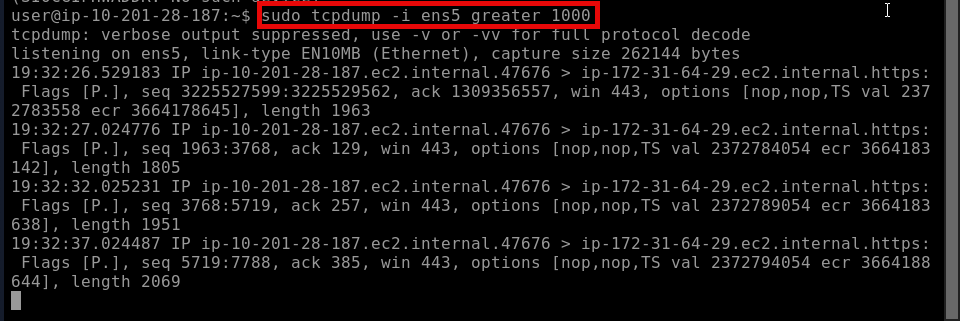 user@ip-10-201-28-187:~$ sudo tcpdump -i ens5 greater 1000
tcpdump: verbose output suppressed, use -v or -vv for full protocol decode
listening on ens5, link-type EN10MB (Ethernet), capture size 262144 bytes
19:32:26.529183 IP ip-10-201-28-187.ec2.internal.47676 > ip-172-31-64-29.ec2.internal.https:
 Flags [P.], seq 3225527599:3225529562, ack 1309356557, win 443, options [nop,nop,TS val 237
2783558 ecr 3664178645], length 1963
19:32:27.024776 IP ip-10-201-28-187.ec2.internal.47676 > ip-172-31-64-29.ec2.internal.https:
 Flags [P.], seq 1963:3768, ack 129, win 443, options [nop,nop,TS val 2372784054 ecr 3664183
142], length 1805
19:32:32.025231 IP ip-10-201-28-187.ec2.internal.47676 > ip-172-31-64-29.ec2.internal.https:
 Flags [P.], seq 3768:5719, ack 257, win 443, options [nop,nop,TS val 2372789054 ecr 3664183
638], length 1951
19:32:37.024487 IP ip-10-201-28-187.ec2.internal.47676 > ip-172-31-64-29.ec2.internal.https:
 Flags [P.], seq 5719:7788, ack 385, win 443, options [nop,nop,TS val 2372794054 ecr 3664188
644], length 2069